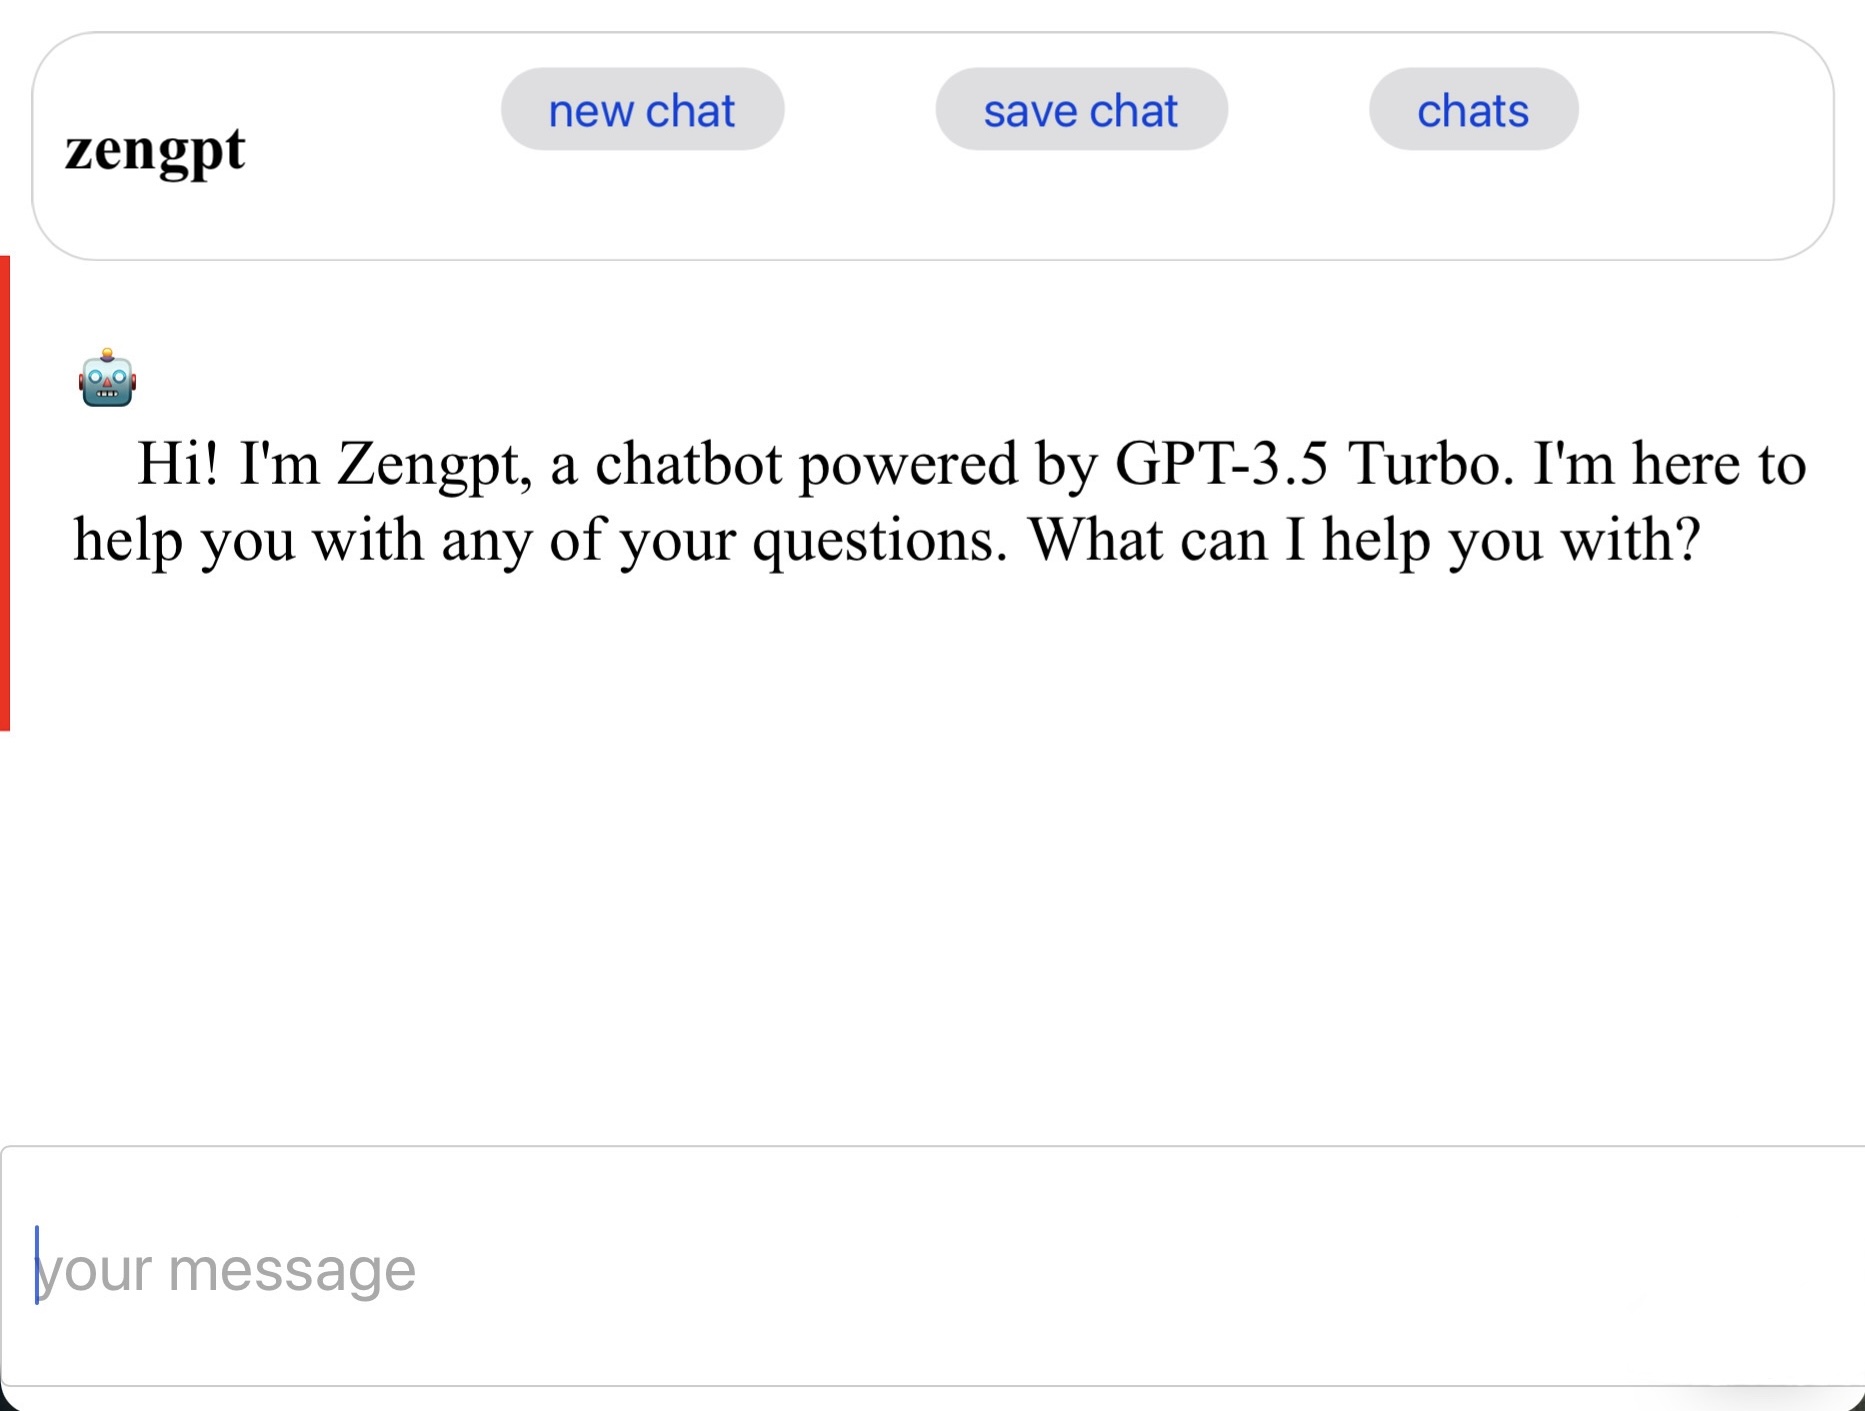 zengpt
new chat
save chat
chats
Hi! I'm Zengpt, a chatbot powered by GPT-3.5 Turbo. I'm here to
help you with any of your questions. What can I help you with?
your message